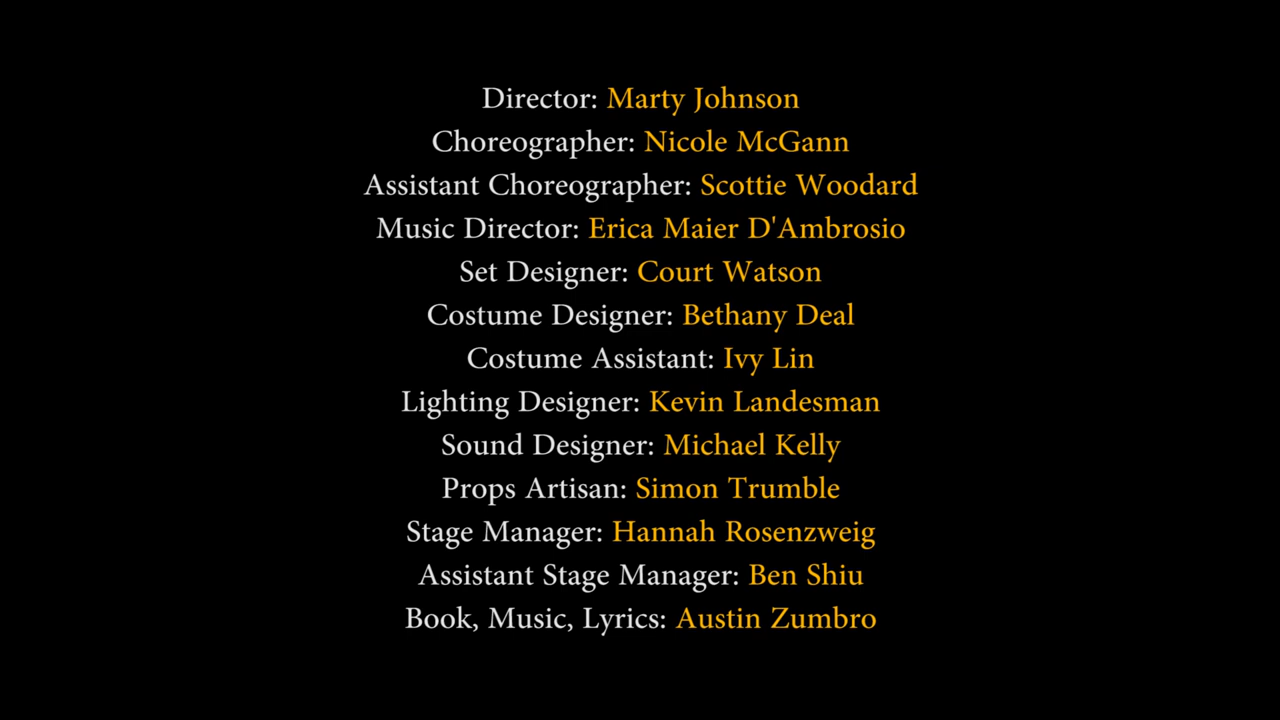 Director: Marty Johnson
Choreographer: Nicole McGann
Assistant Choreographer: Scottie Woodard
Music Director: Erica Maier D'Ambrosio
Set Designer: Court Watson
Costume Designer: Bethany Deal
Costume Assistant: Ivy Lin
Lighting Designer: Kevin Landesman
Sound Designer: Michael Kelly
Props Artisan: Simon Trumble
Stage Manager: Hannah Rosenzweig
Assistant Stage Manager: Ben Shiu
Book, Music, Lyrics: Austin Zumbro